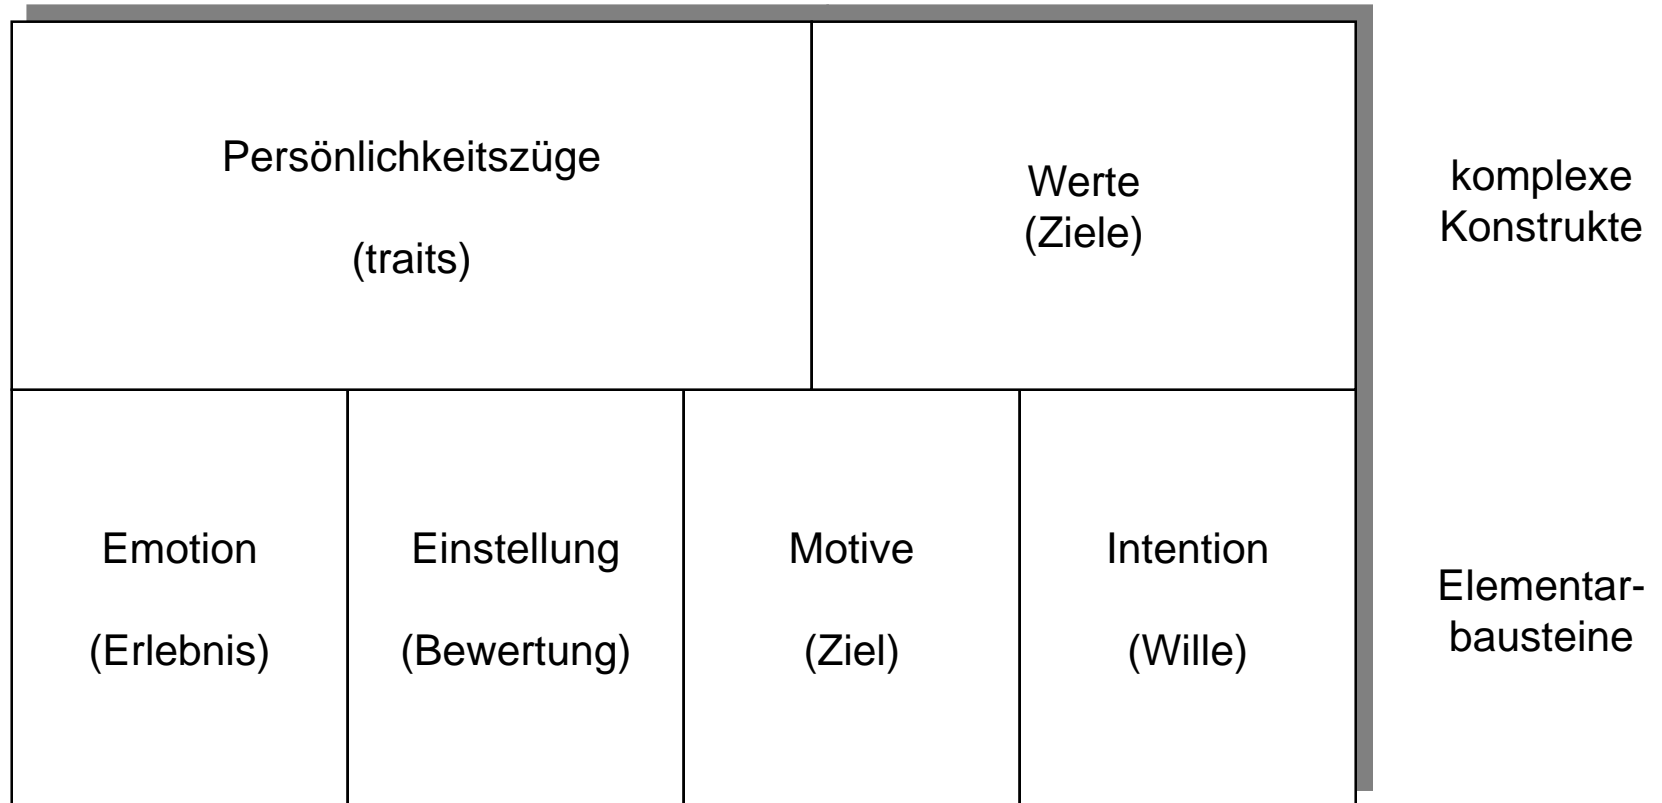 Persönlichkeitszüge
(traits)
Werte
(Ziele)
komplexe
Konstrukte
Emotion
(Erlebnis)
Einstellung
(Bewertung)
Motive
(Ziel)
Intention
(Wille)
Elementar-
bausteine